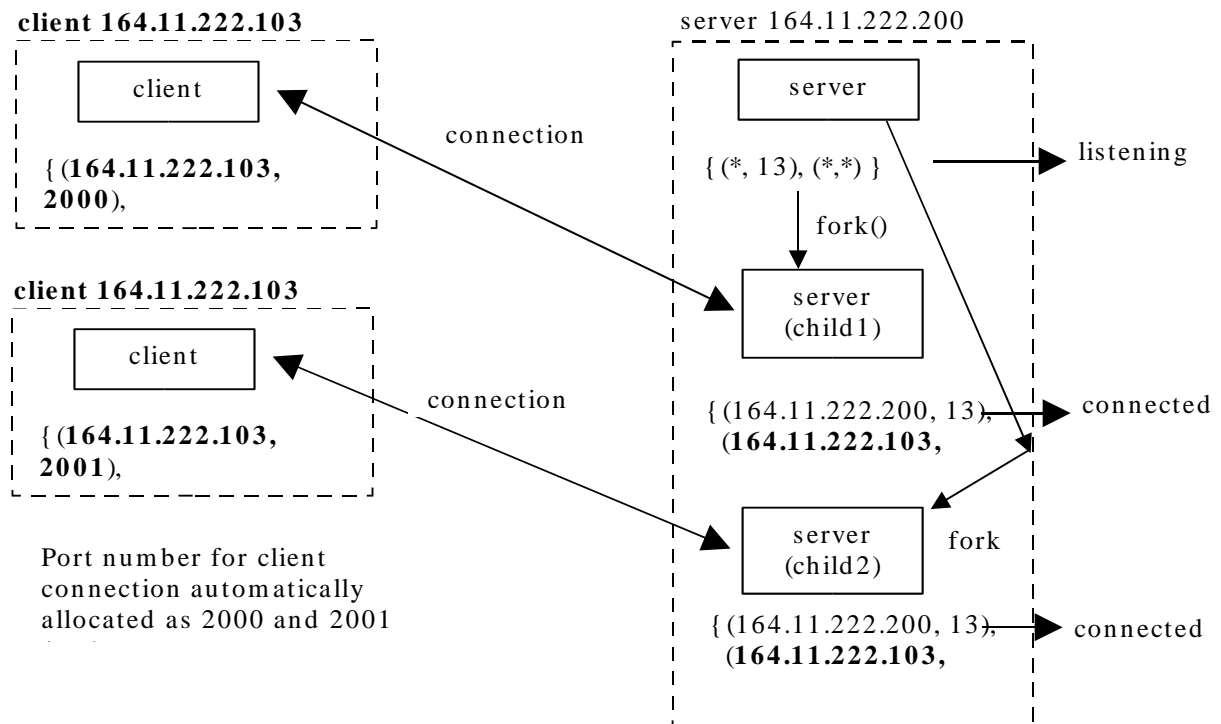 client 164.11.222.103
client
{ (164.11.222.103,
2000),
connection
client 164.11.222.103
client
{ (164.11.222.103,
2001),
connection
Port number for client
connection automatically
allocated as 2000 and 2001
server 164.11.222.200
server
{ (*, 13), (*,*) }
listening
fork()
server
(child1)
{ (164.11.222.200, 13),
(164.11.222.103,
connected
server
(child2)
fork
{ (164.11.222.200, 13),
(164.11.222.103,
connected